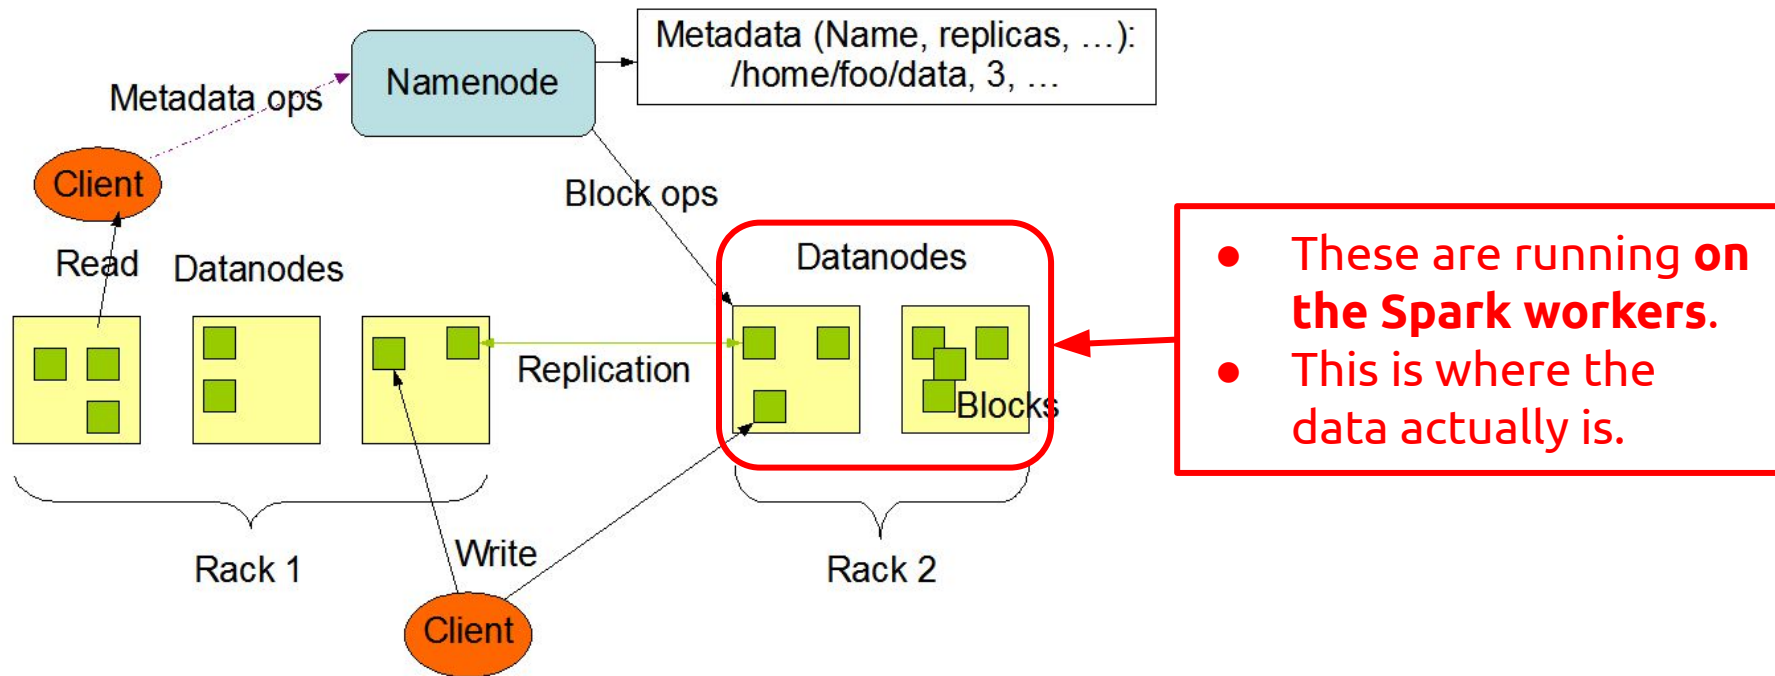 Metadata (Name, replicas, ...):
/home/foo/data, 3, ...
Namenode
Metadata ops
Client
Block ops
Read
Datanodes
Datanodes
Replication
Blocks
● These are running on
the Spark workers.
● This is where the
data actually is.
Write
Rack 1
Rack 2
Client